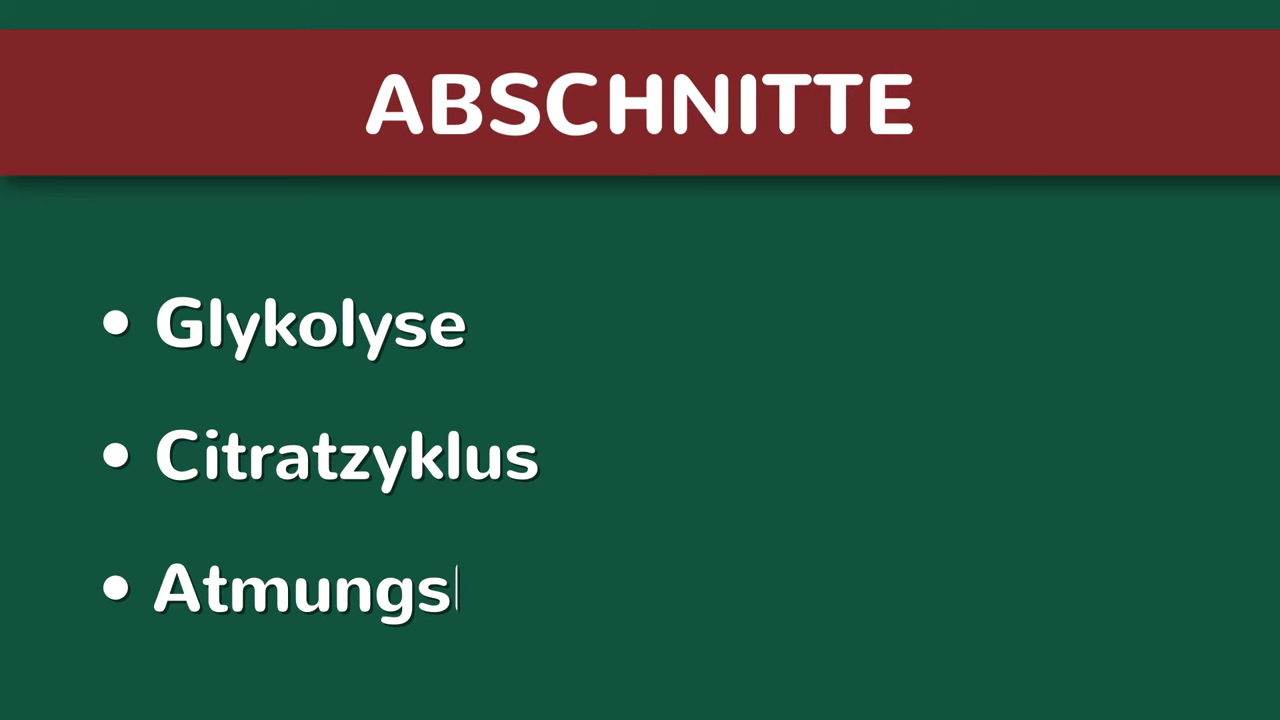 ABSCHNITTE
• Glykolyse
• Citratzyklus
• Atmungs